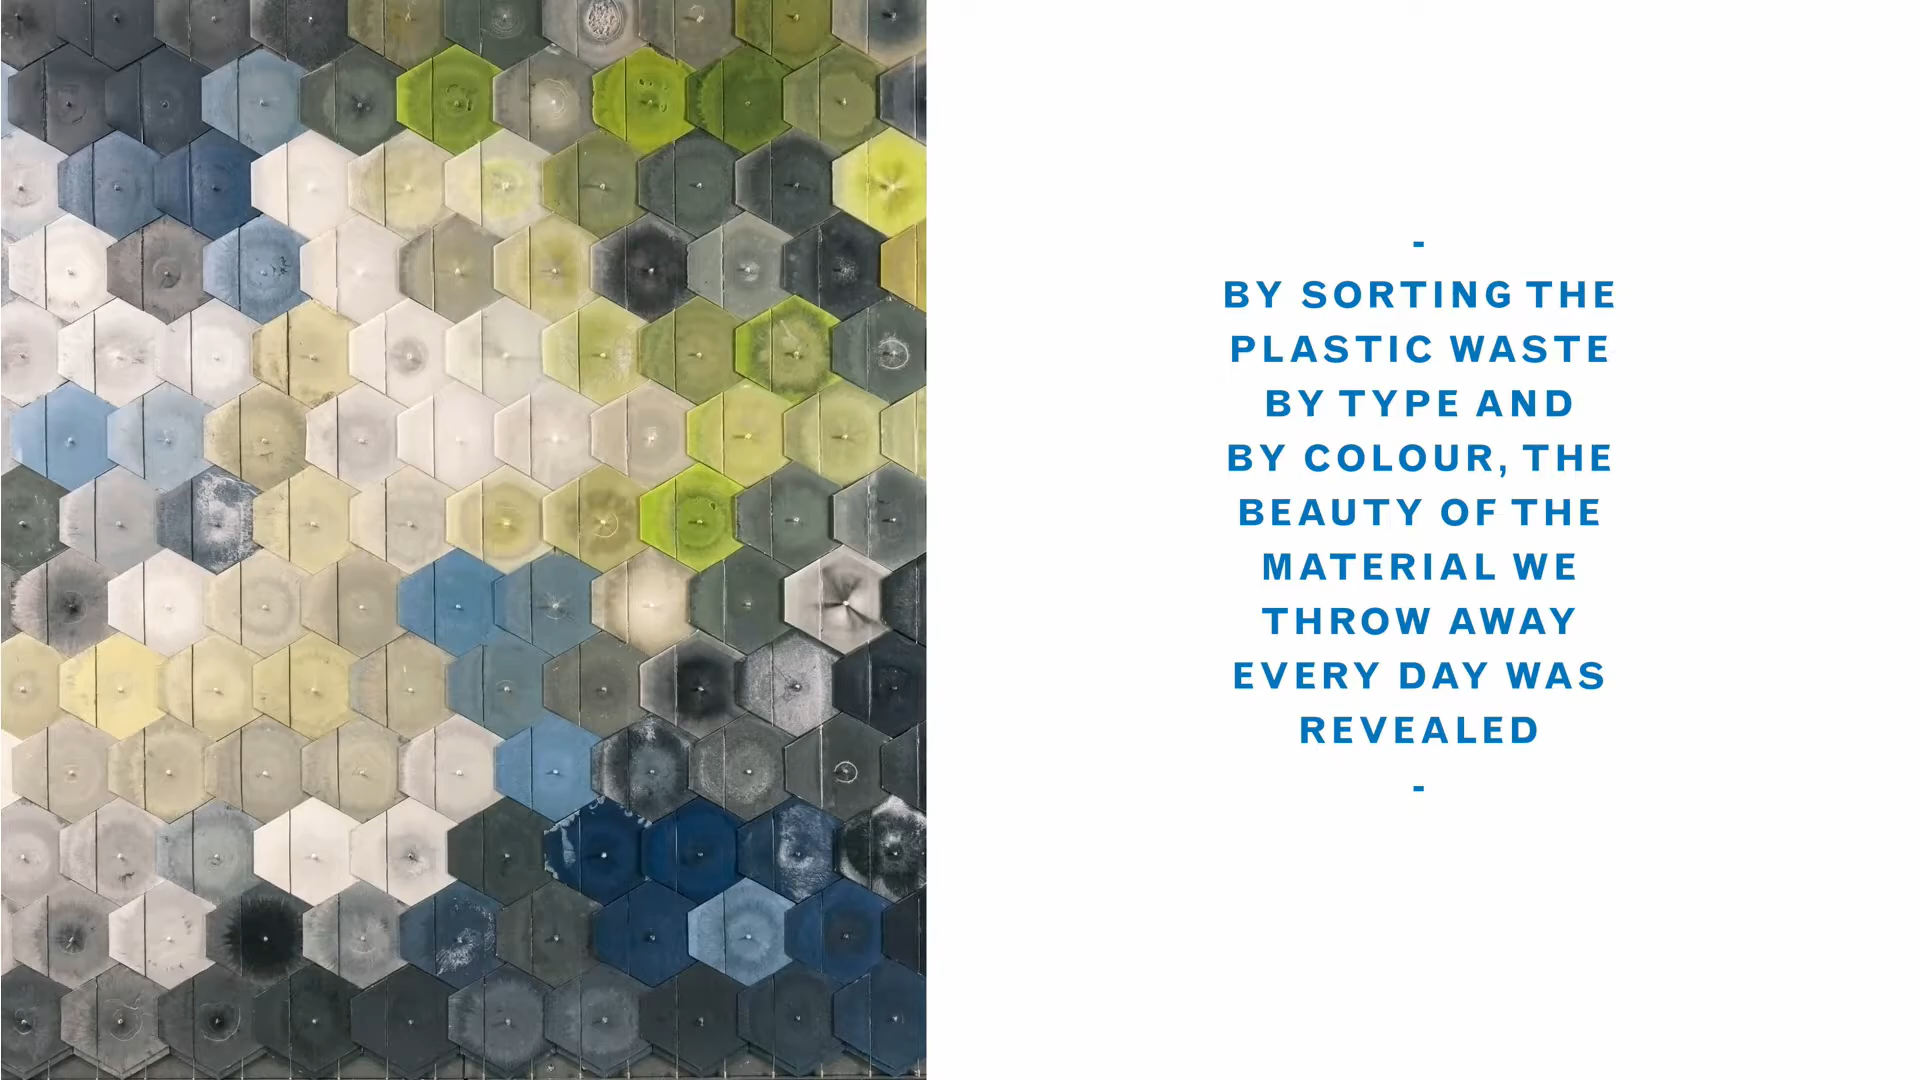 -
BY SORTING THE
PLASTIC WASTE
BY TYPE AND
BY COLOUR, THE
BEAUTY OF THE
MATERIAL WE
THROW AWAY
EVERY DAY WAS
REVEALED
-